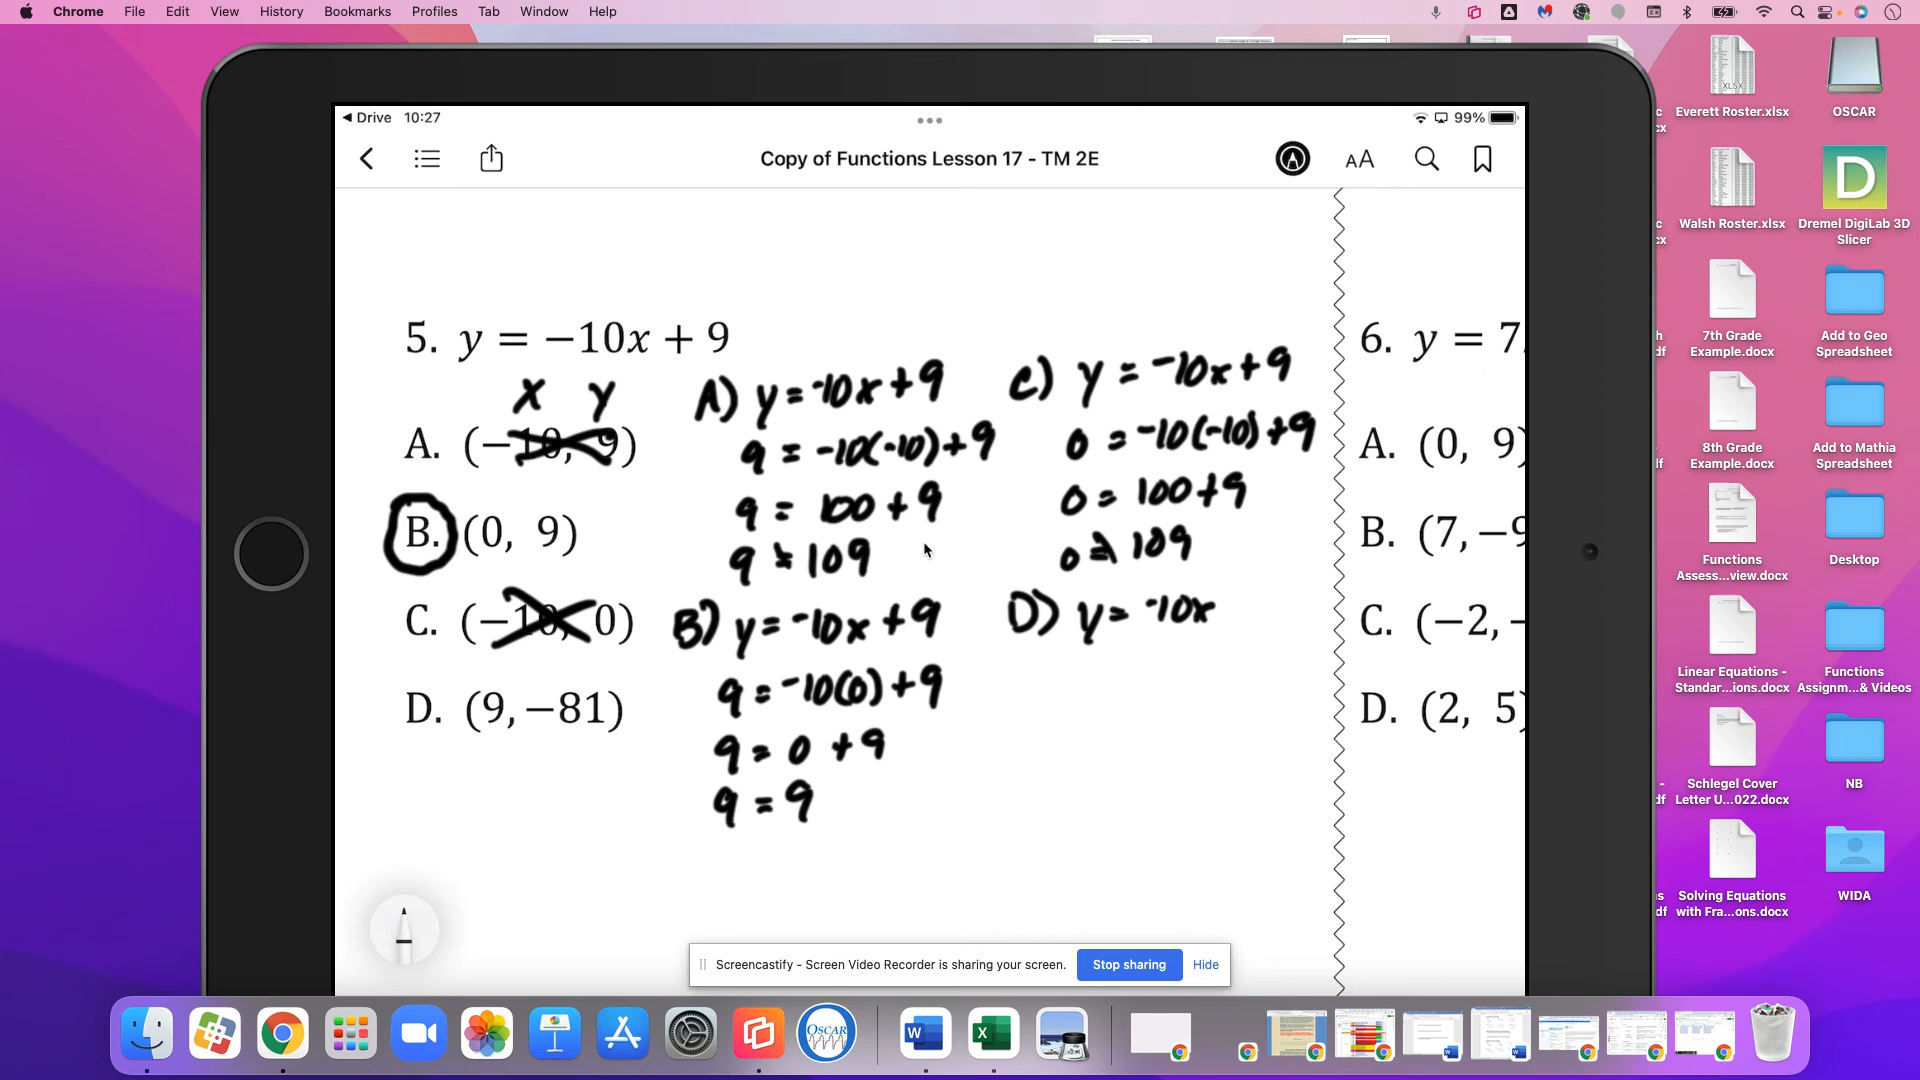 Chrome File Edit View History Bookmarks Profiles Tab Window Help
Drive 10:27
99%
Copy of Functions Lesson 17 - TM 2E
AA
5. y = −10x + 9
x y
A. (−10, 9)
B. (0, 9)
C. (−10, 0)
D. (9, −81)
A) y = -10x + 9
9 = -10(-10) + 9
9 = 100 + 9
9 ≠ 109
B) y = -10x + 9
9 = -10(0) + 9
9 = 0 + 9
9 = 9
C) y = -10x + 9
0 = -10(-10) + 9
0 = 100 + 9
0 ≠ 109
D) y = -10x
6. y = 7
A. (0, 9)
B. (7, −9
C. (−2, −
D. (2, 5)
Screencastify - Screen Video Recorder is sharing your screen.
Stop sharing
Hide
Everett Roster.xlsx
OSCAR
Walsh Roster.xlsx
Dremel DigiLab 3D
Slicer
7th Grade
Example.docx
Add to Geo
Spreadsheet
8th Grade
Example.docx
Add to Mathia
Spreadsheet
Functions
Assess...view.docx
Desktop
Linear Equations -
Standar...ions.docx
Functions
Assignm...& Videos
Schlegel Cover
Letter U...022.docx
NB
Solving Equations
with Fra...ons.docx
WIDA
XLSX
D
OSCAR
W
X